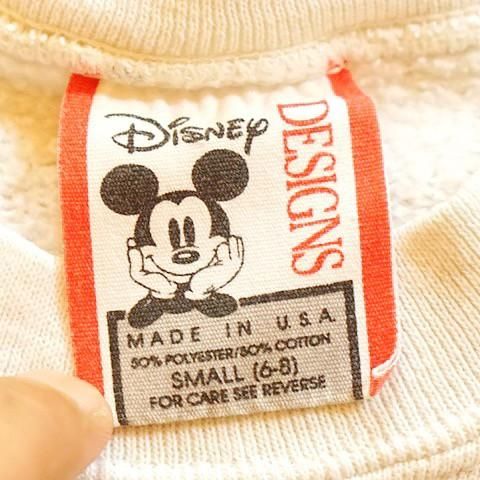 Disney
DESIGNS
MADE IN U.S.A.
50% POLYESTER/50% COTTON
SMALL (6-8)
FOR CARE SEE REVERSE